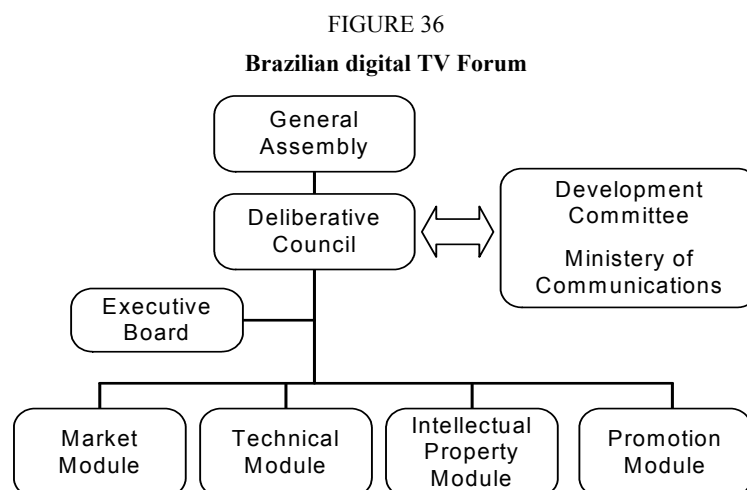 FIGURE 36
Brazilian digital TV Forum
General
Assembly
Deliberative
Council
Development
Committee
Ministery of
Communications
Executive
Board
Market
Module
Technical
Module
Intellectual
Property
Module
Promotion
Module